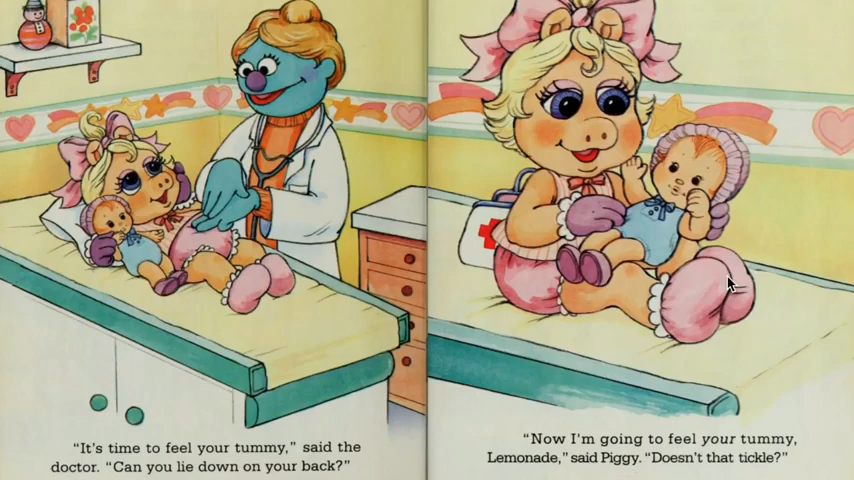 "It's time to feel your tummy," said the
doctor. "Can you lie down on your back?"
"Now I'm going to feel your tummy,
Lemonade," said Piggy. "Doesn't that tickle?"